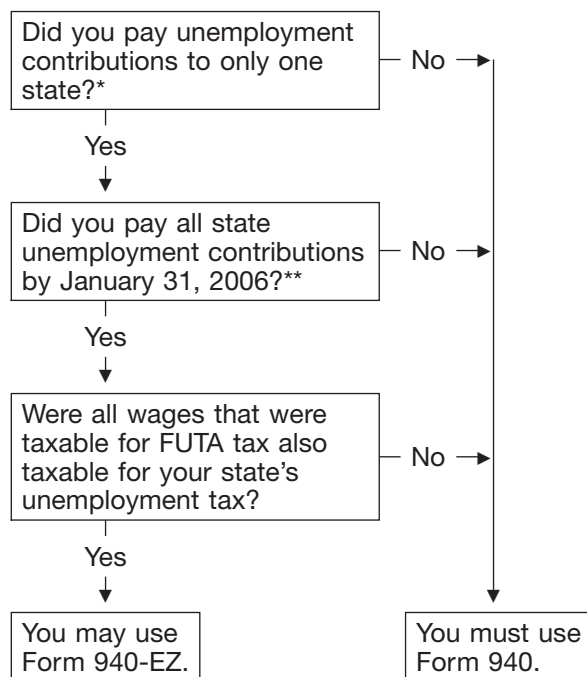 Did you pay unemployment
contributions to only one
state?*
No
Yes
Did you pay all state
unemployment contributions
by January 31, 2006?**
No
Yes
Were all wages that were
taxable for FUTA tax also
taxable for your state’s
unemployment tax?
No
Yes
You may use
Form 940-EZ.
You must use
Form 940.